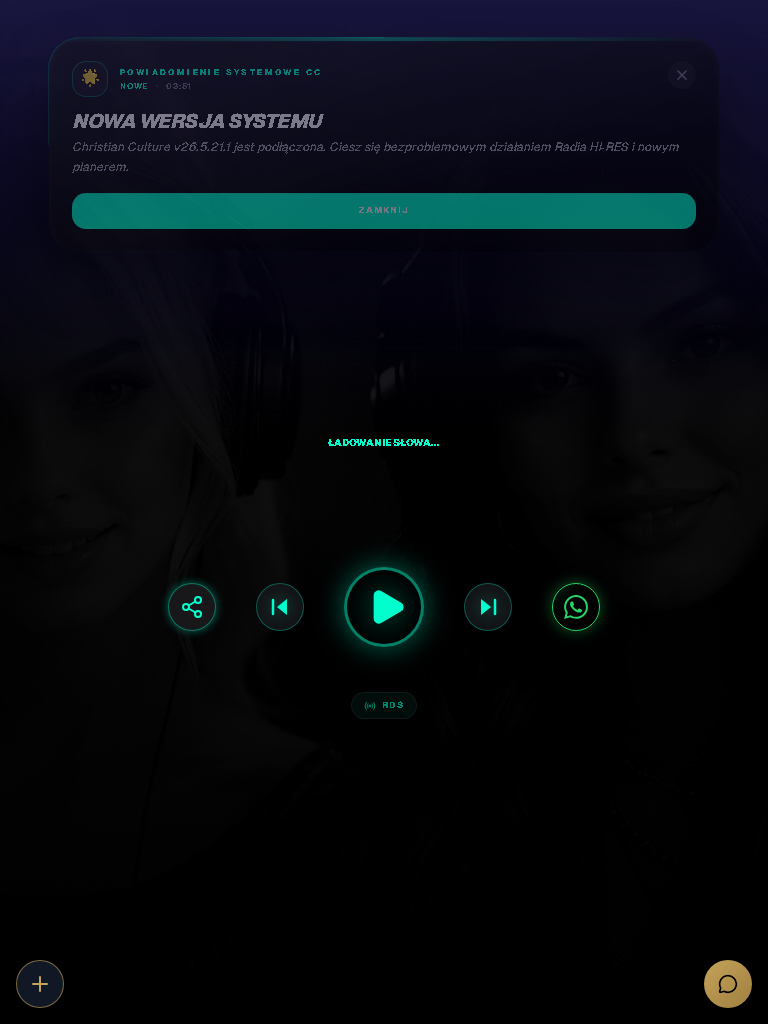 POWIADOMIENIE SYSTEMOWE CC
NOWE · 03:51
NOWA WERSJA SYSTEMU
Christian Culture v26.5.21.1 jest podłączona. Ciesz się bezproblemowym działaniem Radia HI-RES i nowym
planerem.
ZAMKNIJ
ŁADOWANIE SŁOWA...
RDS